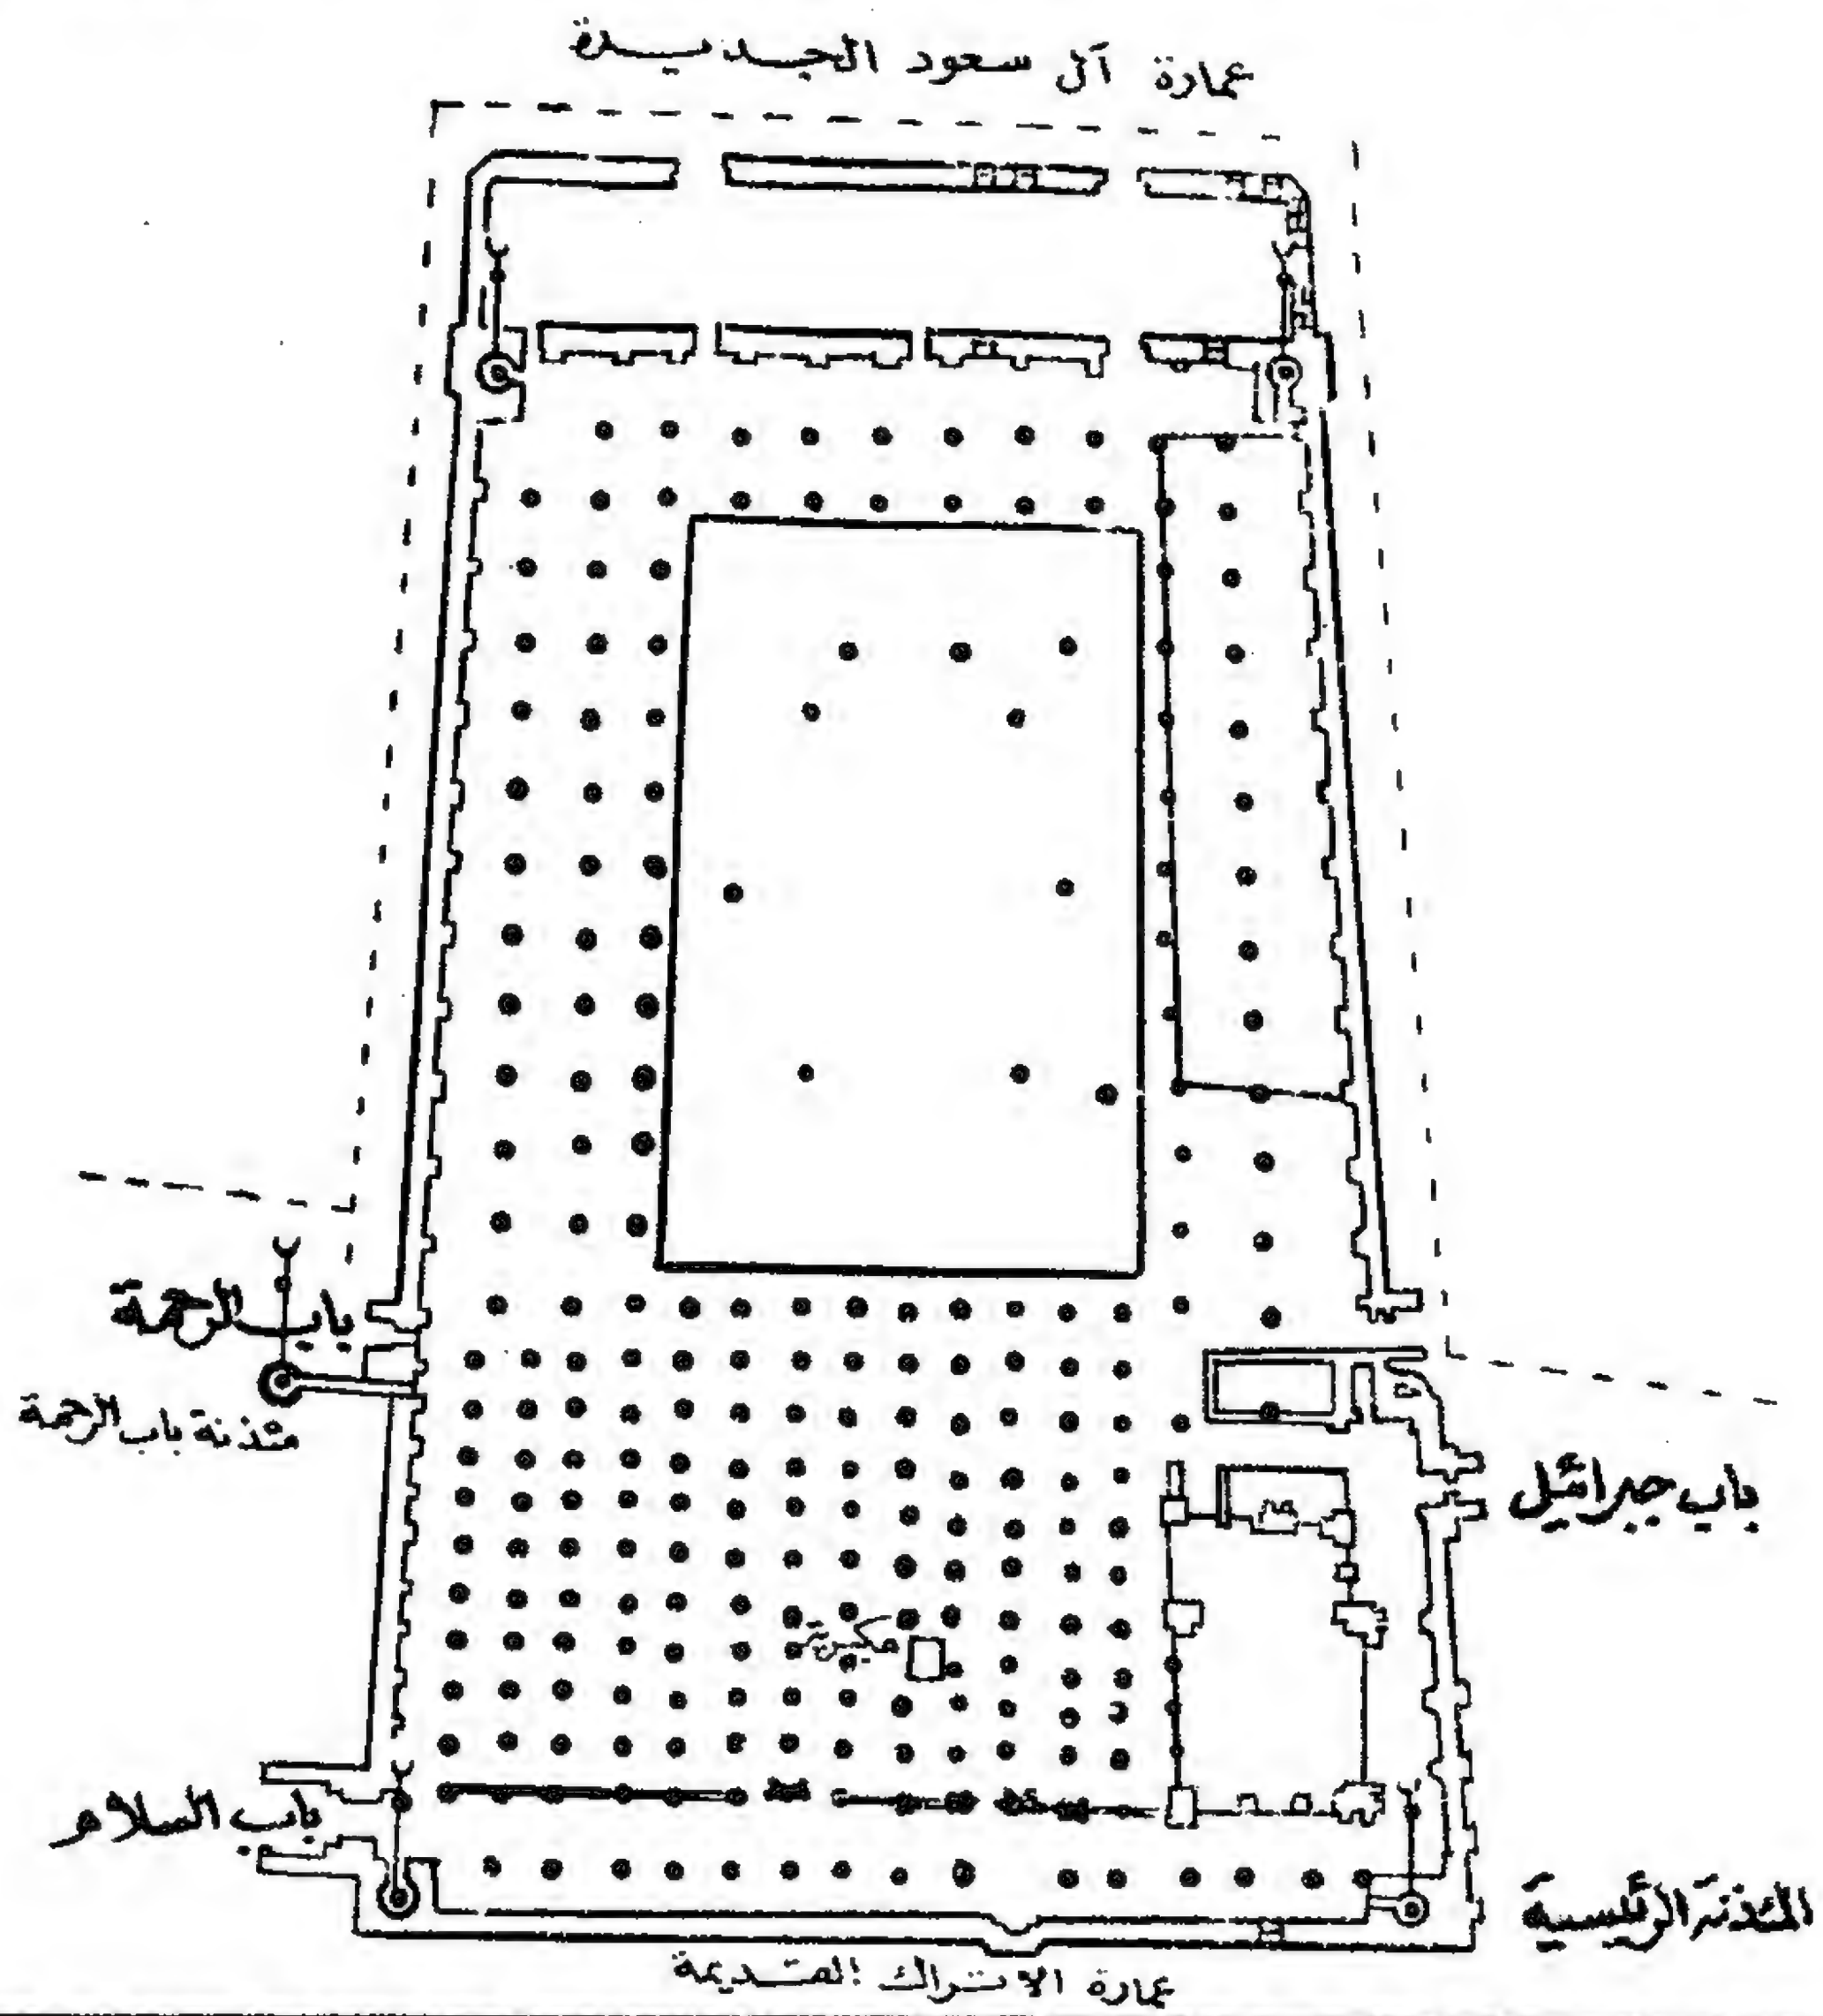 عمارة آل سعود الجديدة
باب الرحمة
مئذنة باب الرحمة
باب جبرائيل
مكبرية
باب السلام
المئذنة الرئيسية
عمارة الاتراك القديمة